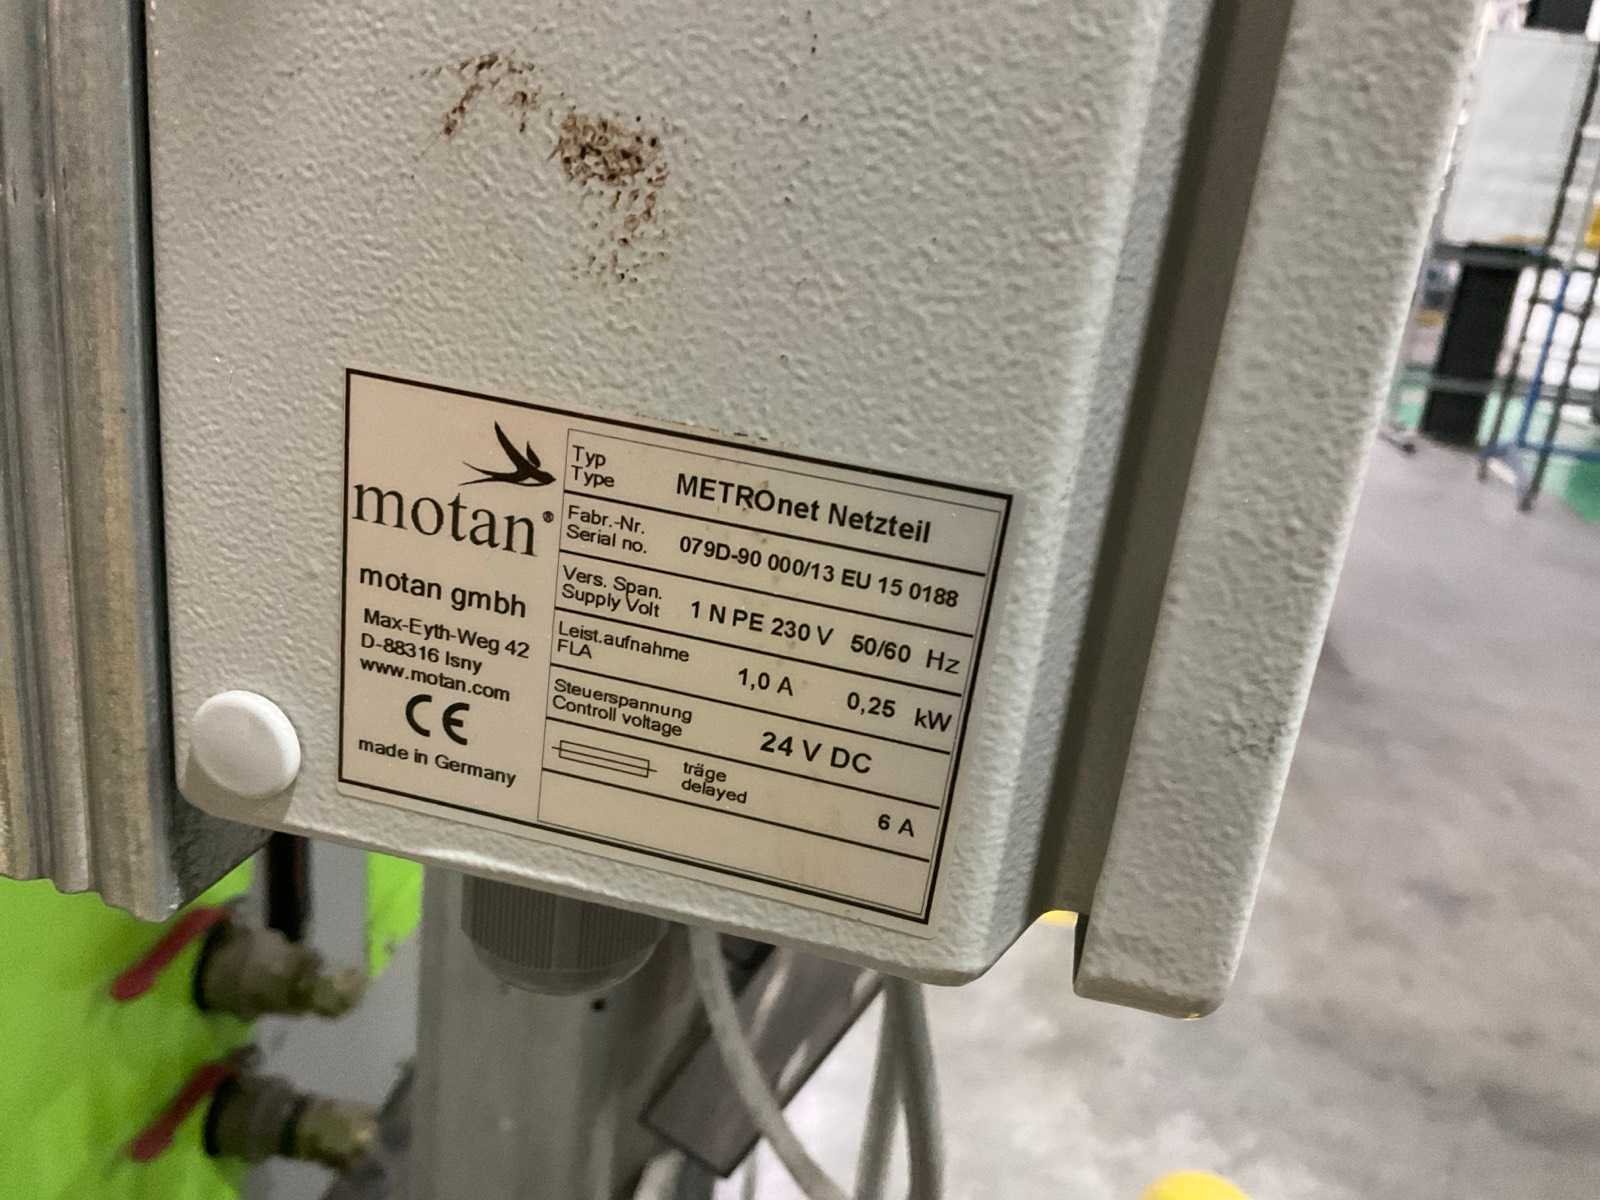 motan®
motan gmbh
Max-Eyth-Weg 42
D-88316 Isny
www.motan.com
CE
made in Germany
Typ
Type
METROnet Netzteil
Fabr.-Nr.
Serial no.
079D-90 000/13 EU 15 0188
Vers. Span.
Supply Volt
1 N PE 230 V 50/60 Hz
Leist.aufnahme
FLA
1,0 A 0,25 kW
Steuerspannung
Controll voltage
24 V DC
träge
delayed
6 A